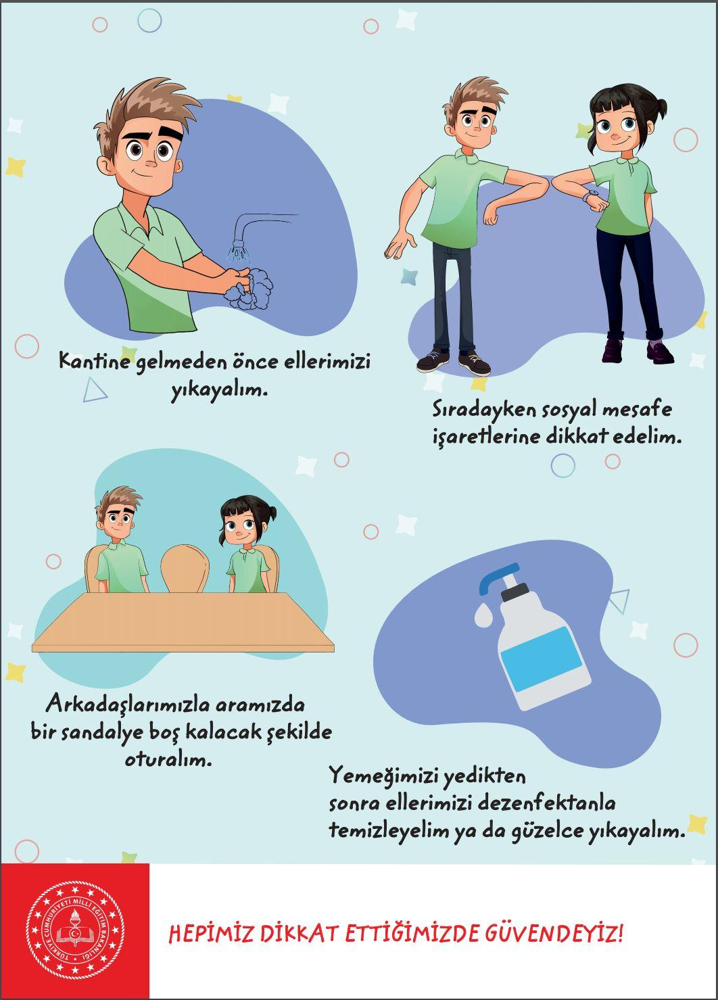 Kantine gelmeden önce ellerimizi
yıkayalım.
Sıradayken sosyal mesafe
işaretlerine dikkat edelim.
Arkadaşlarımızla aramızda
bir sandalye boş kalacak şekilde
oturalım.
Yemeğimizi yedikten
sonra ellerimizi dezenfektanla
temizleyelim ya da güzelce yıkayalım.
TÜRKİYE CUMHURİYETİ MİLLÎ EĞİTİM BAKANLIĞI
HEPİMİZ DİKKAT ETTİĞİMİZDE GÜVENDEYİZ!